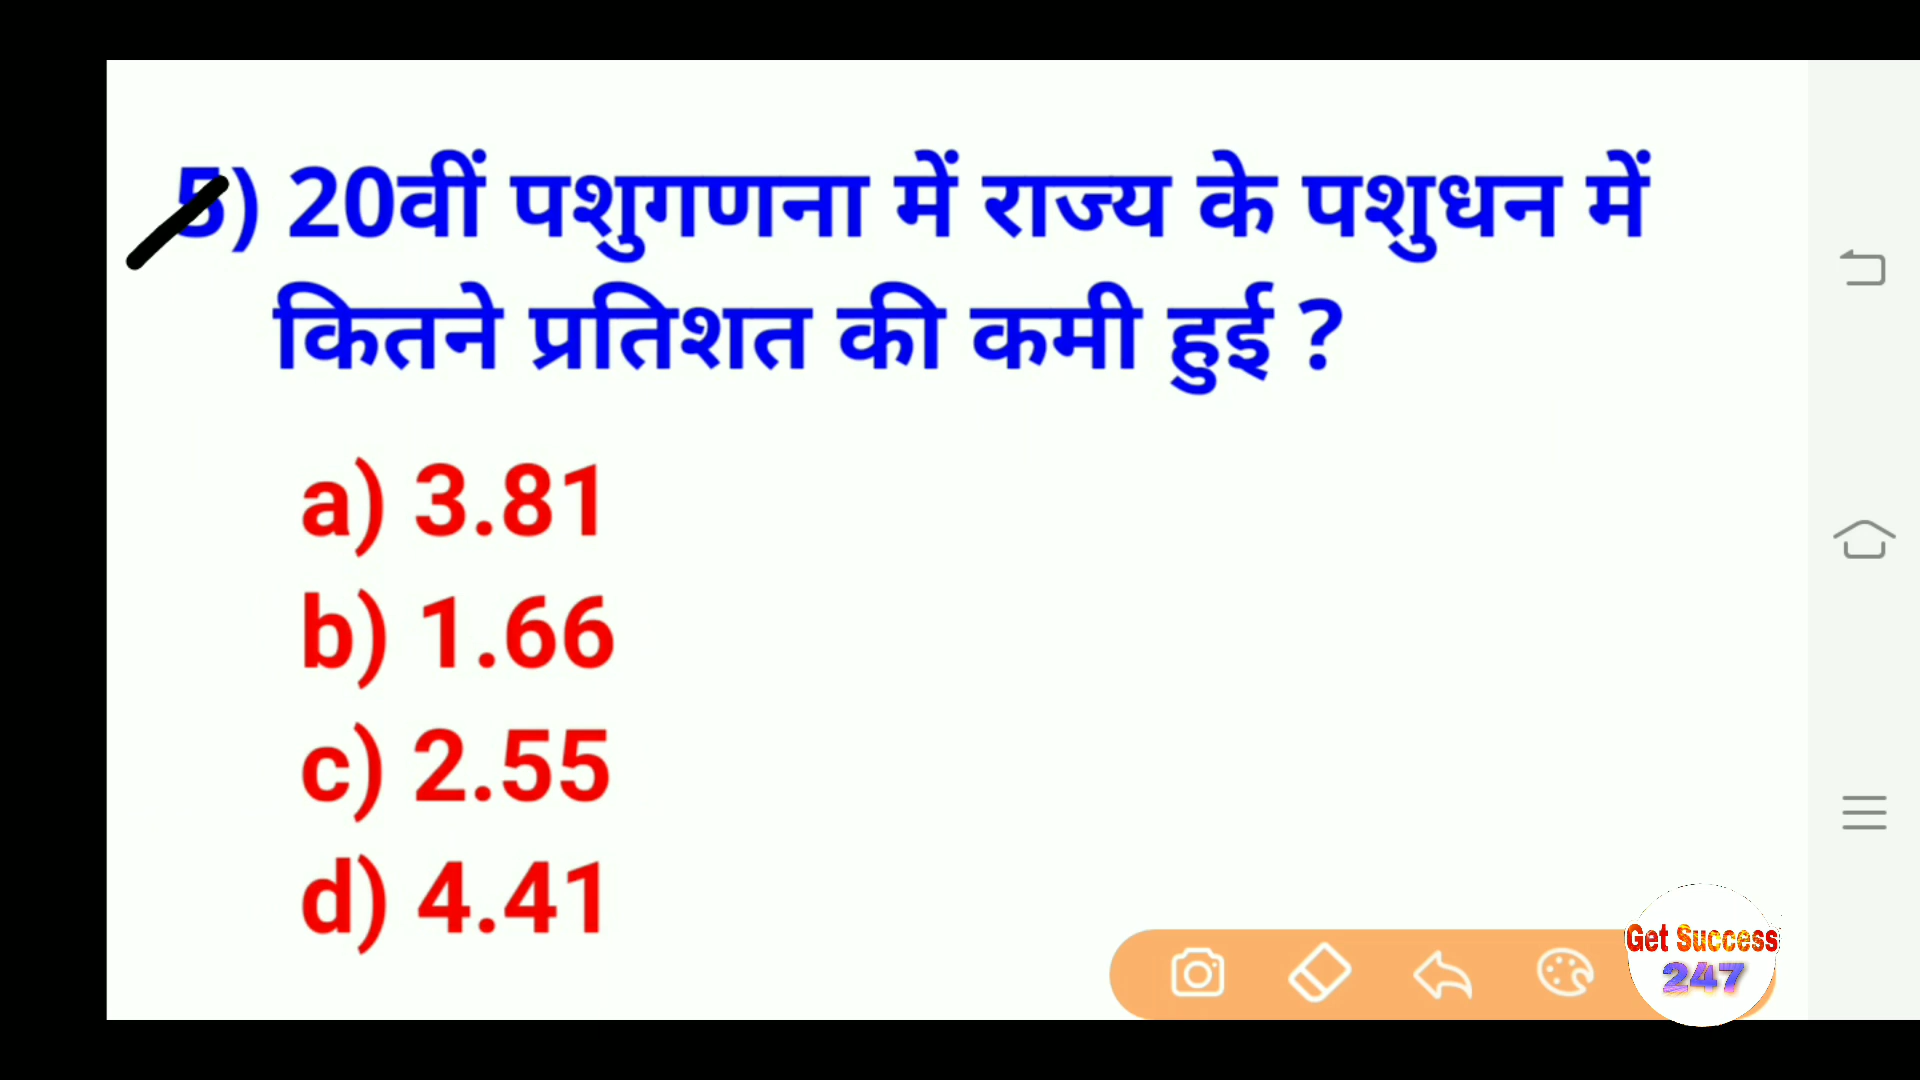 5) 20वीं पशुगणना में राज्य के पशुधन में
कितने प्रतिशत की कमी हुई ?
a) 3.81
b) 1.66
c) 2.55
d) 4.41
Get Success
247